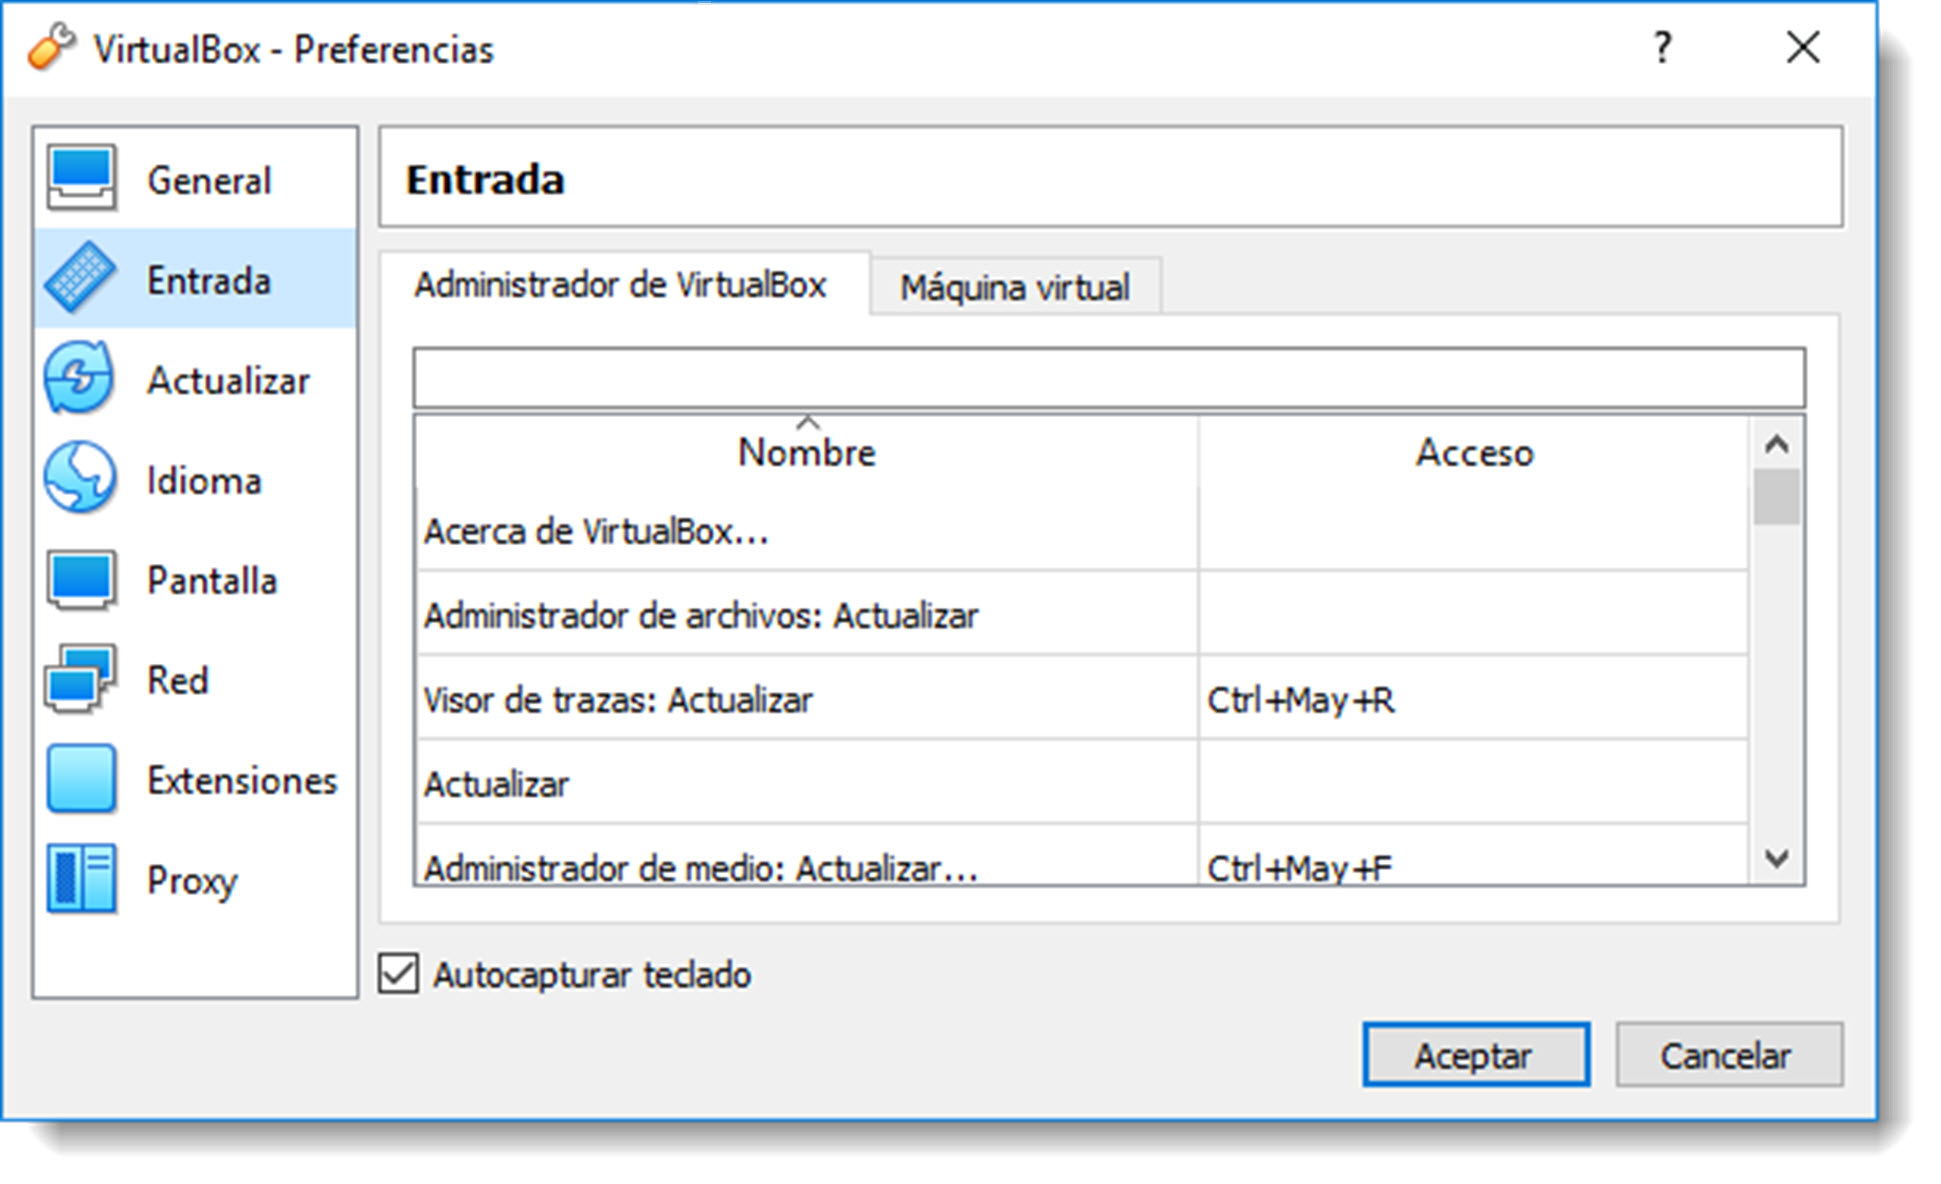 VirtualBox - Preferencias
?
General
Entrada
Actualizar
Idioma
Pantalla
Red
Extensiones
Proxy
Entrada
Administrador de VirtualBox
Máquina virtual
Nombre
Acceso
Acerca de VirtualBox...
Administrador de archivos: Actualizar
Visor de trazas: Actualizar
Ctrl+May+R
Actualizar
Administrador de medio: Actualizar...
Ctrl+May+F
Autocapturar teclado
Aceptar
Cancelar